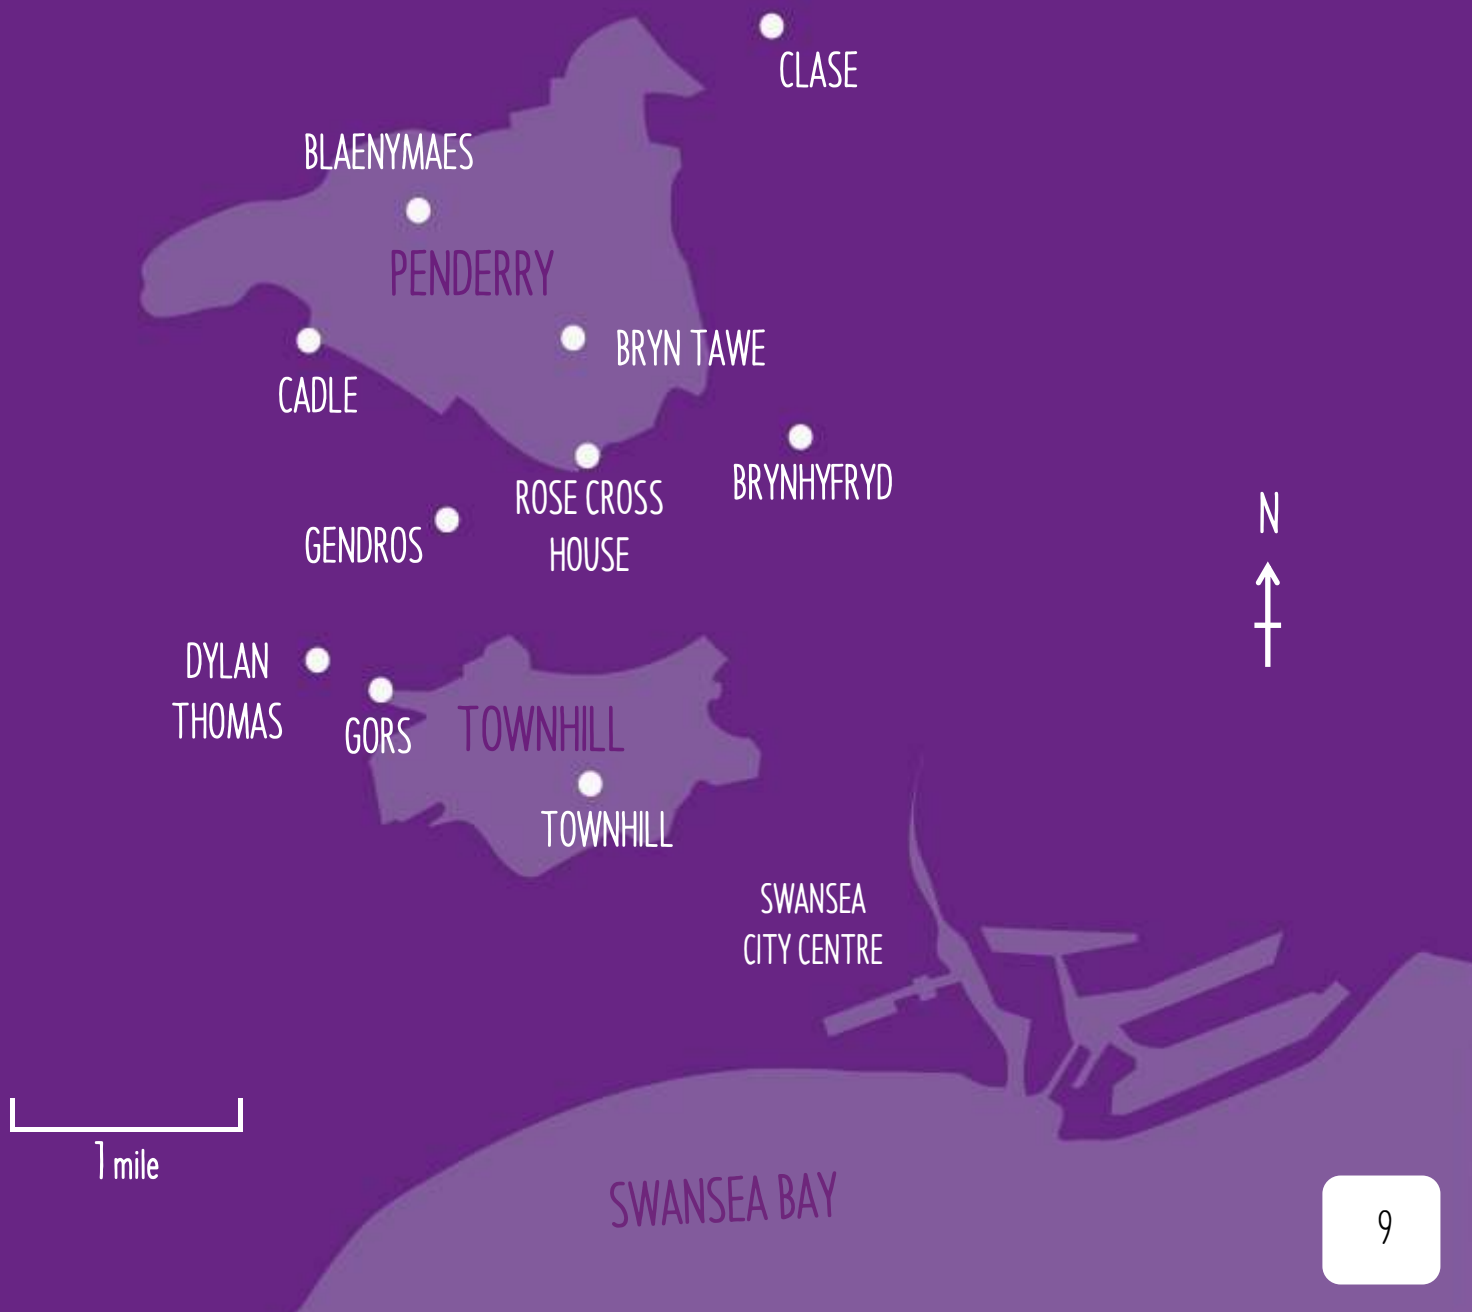 CLASE
BLAENYMAES
PENDERRY
BRYN TAWE
CADLE
BRYNHYFRYD
ROSE CROSS
HOUSE
GENDROS
N
DYLAN
THOMAS
GORS
TOWNHILL
TOWNHILL
SWANSEA
CITY CENTRE
1 mile
SWANSEA BAY
9